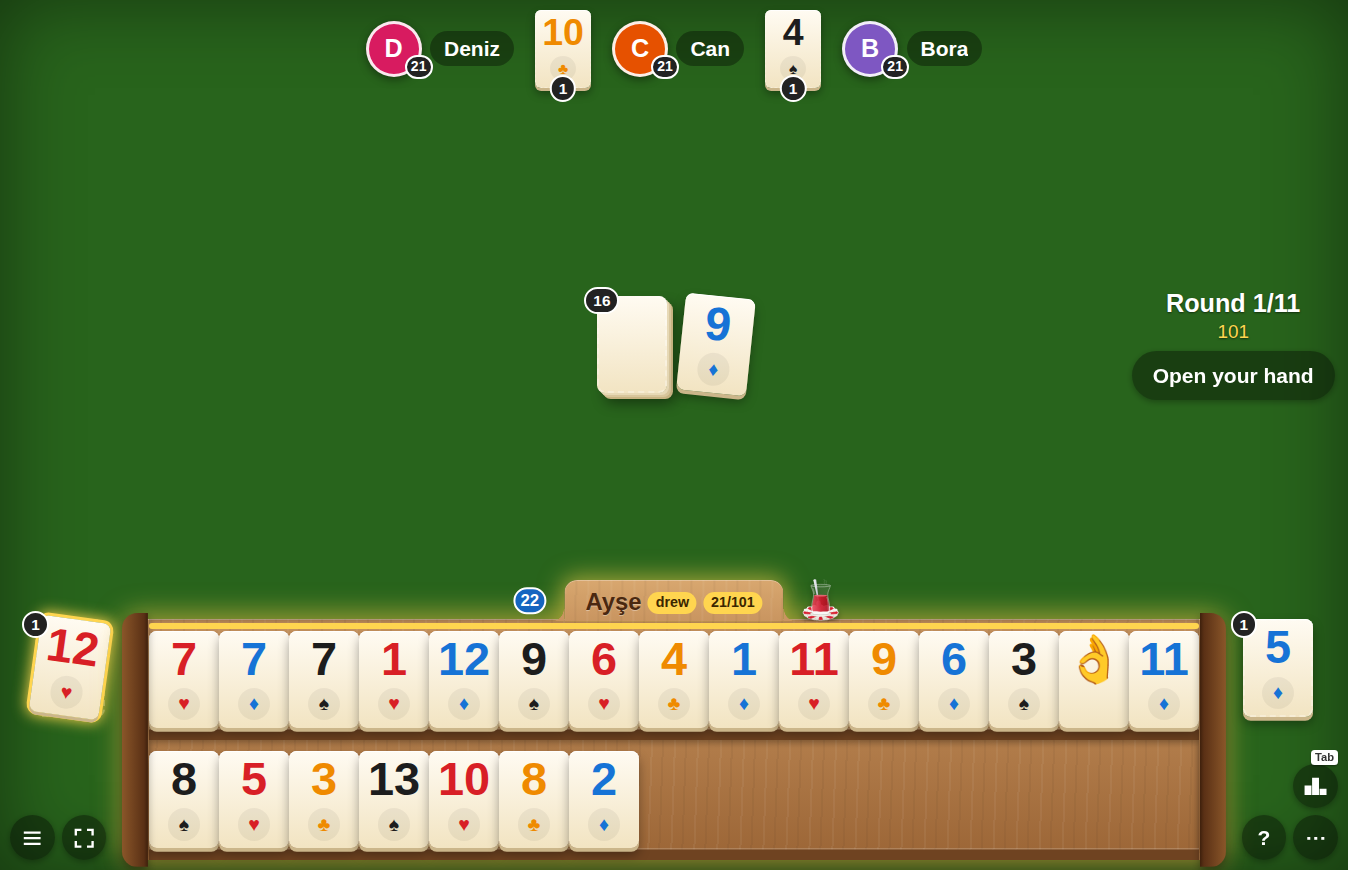 D 21 Deniz 10 ♣ 1 C 21 Can 4 ♠ 1 B 21 Bora
16 9 ♦
Round 1/11
101
Open your hand
22 Ayşe drew 21/101
1 12 ♥
1 5 ♦
7 7 7 1 12 9 6 4 1 11 9 6 3 11
♥ ♦ ♠ ♥ ♦ ♠ ♥ ♣ ♦ ♥ ♣ ♦ ♠ ♦
8 5 3 13 10 8 2
♠ ♥ ♣ ♠ ♥ ♣ ♦
Tab
?